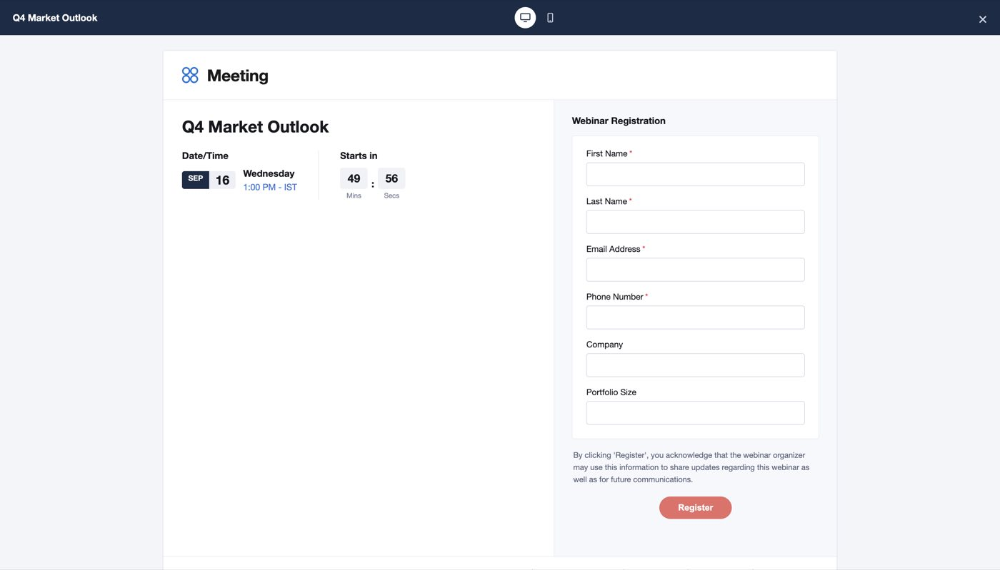 Q4 Market Outlook
Meeting
Q4 Market Outlook
Date/Time
SEP 16
Wednesday
1:00 PM - IST
Starts in
49 : 56
Mins Secs
Webinar Registration
First Name *
Last Name *
Email Address *
Phone Number *
Company
Portfolio Size
By clicking 'Register', you acknowledge that the webinar organizer
may use this information to share updates regarding this webinar as
well as for future communications.
Register